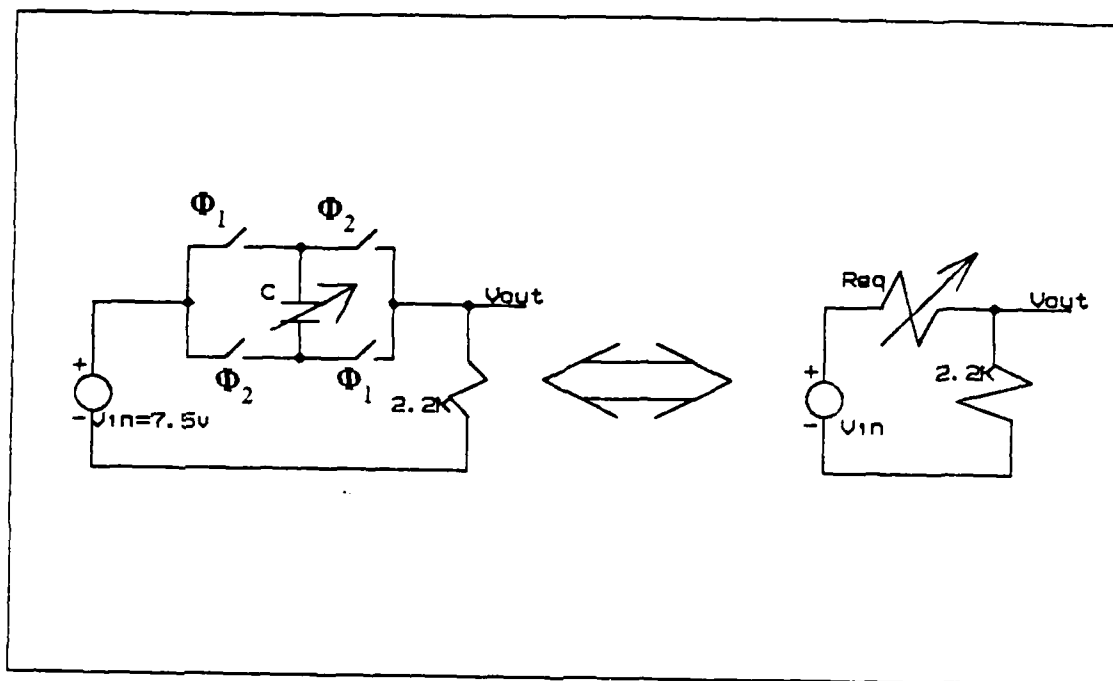 Φ1 Φ2
C
Vout
Φ2 Φ1
2.2K
+
-
Vin=7.5v
Req
Vout
2.2K
+
-
Vin